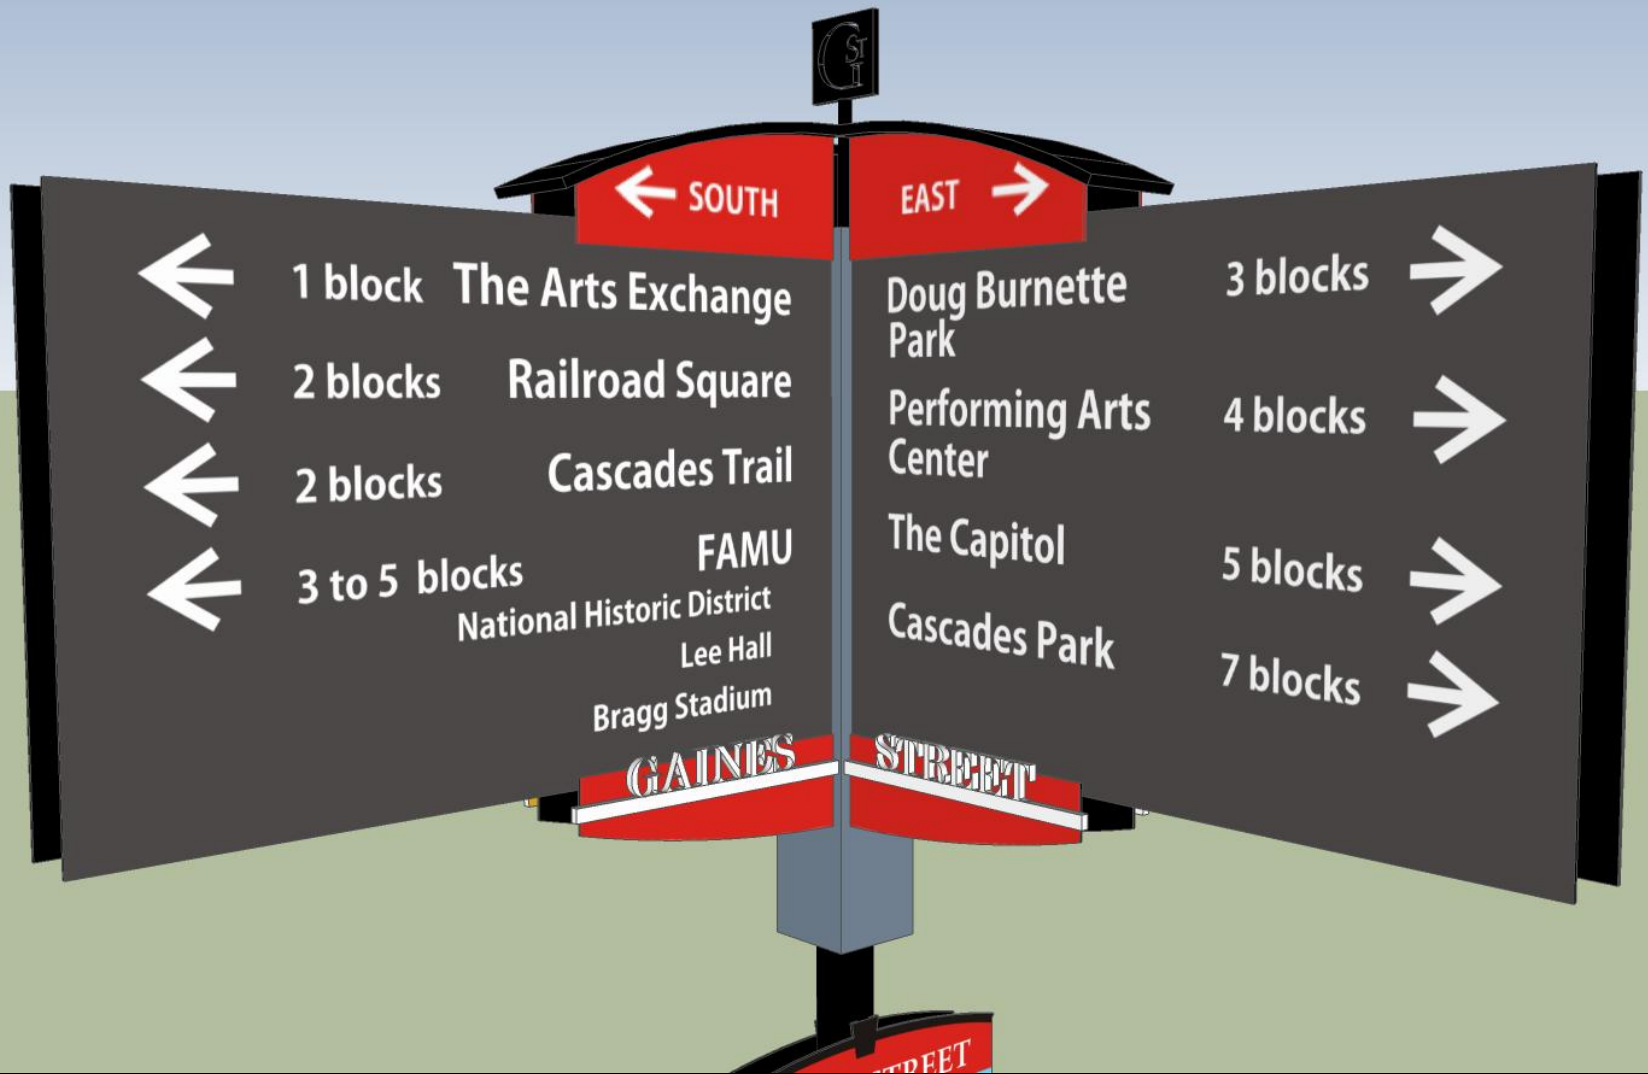 G ST
SOUTH
1 block The Arts Exchange
2 blocks Railroad Square
2 blocks Cascades Trail
3 to 5 blocks FAMU
National Historic District
Lee Hall
Bragg Stadium
GAINES
EAST
Doug Burnette 3 blocks
Park
Performing Arts 4 blocks
Center
The Capitol 5 blocks
Cascades Park 7 blocks
STREET